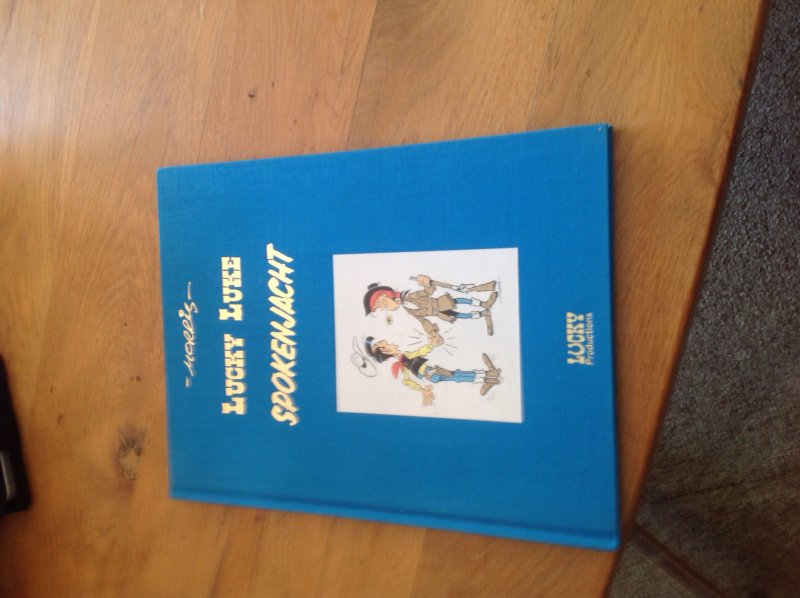 MORRIS
LUCKY LUKE
SPOKENJACHT
LUCKY
Productions